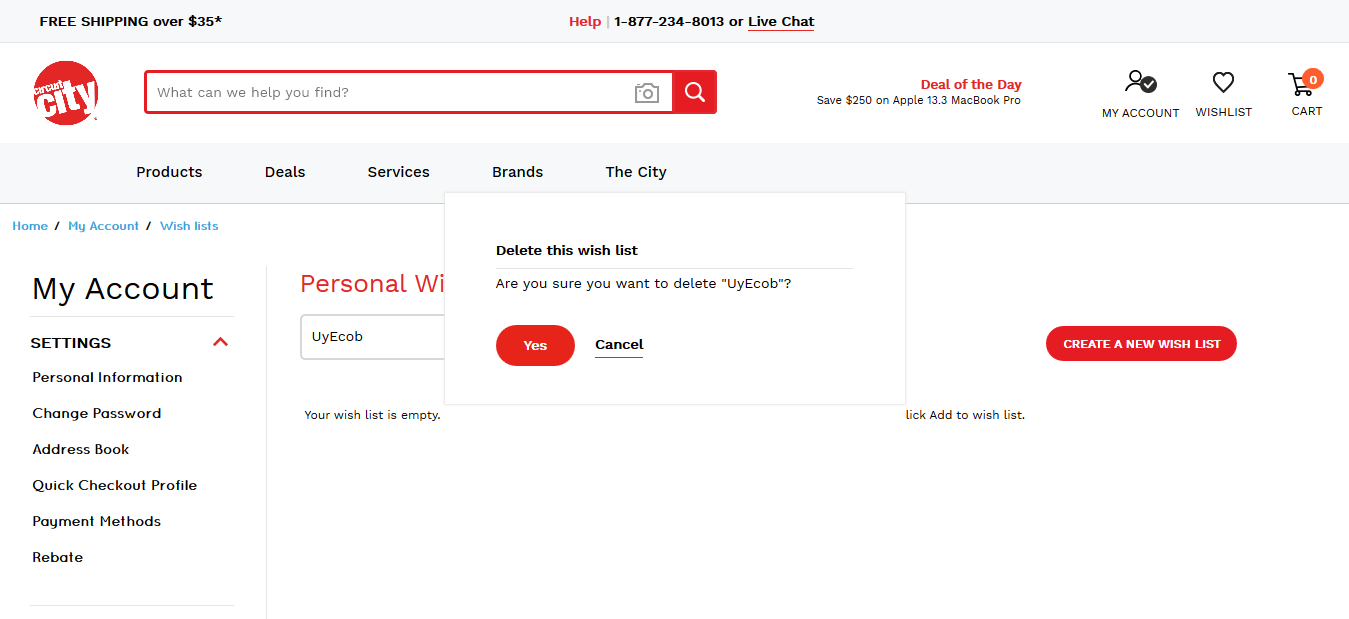 FREE SHIPPING over $35*
Help | 1-877-234-8013 or Live Chat
circuit city
What can we help you find?
Deal of the Day
Save $250 on Apple 13.3 MacBook Pro
MY ACCOUNT
WISHLIST
0
CART
Products
Deals
Services
Brands
The City
Home / My Account / Wish lists
My Account
SETTINGS
Personal Information
Change Password
Address Book
Quick Checkout Profile
Payment Methods
Rebate
Personal Wi
UyEcob
CREATE A NEW WISH LIST
Your wish list is empty.
lick Add to wish list.
Delete this wish list
Are you sure you want to delete "UyEcob"?
Yes
Cancel